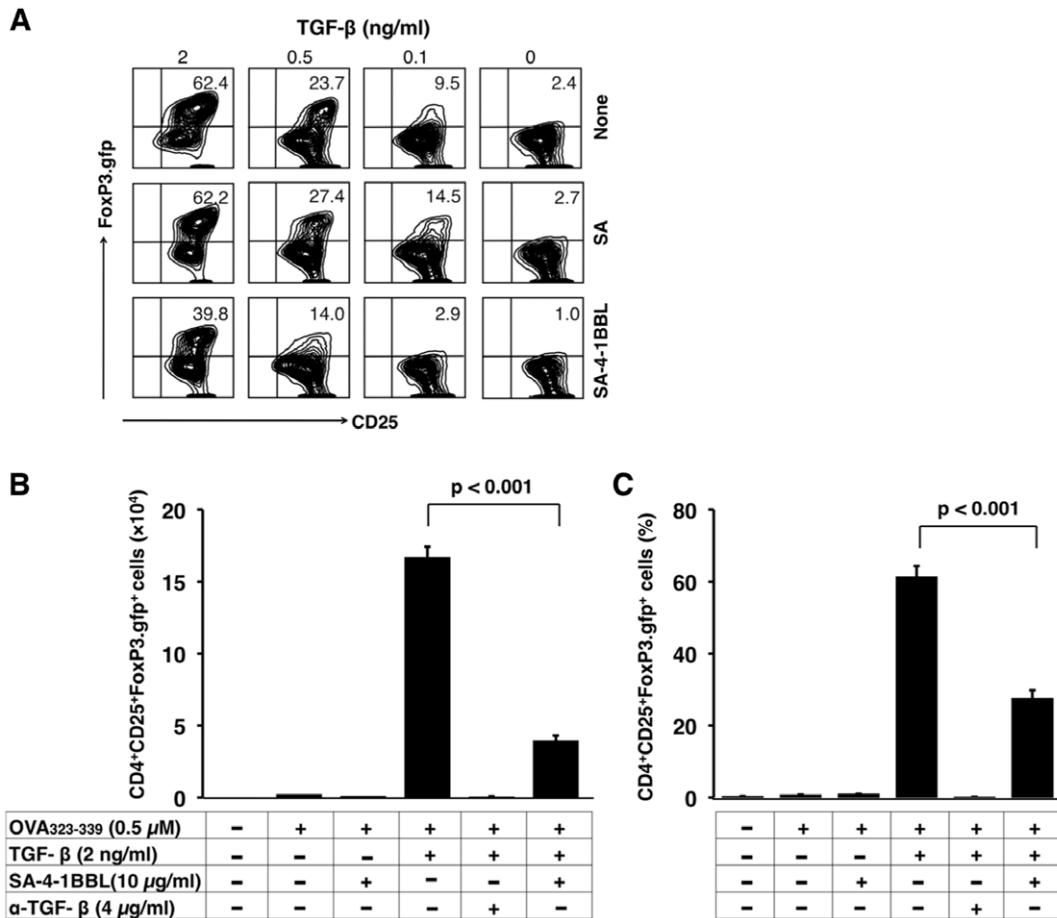 A
TGF-β (ng/ml)
2 0.5 0.1 0
62.4 23.7 9.5 2.4 None
62.2 27.4 14.5 2.7 SA
39.8 14.0 2.9 1.0 SA-4-1BBL
FoxP3.gfp
CD25
B
CD4⁺CD25⁺FoxP3.gfp⁺ cells (×10⁴)
p < 0.001
20
15
10
5
0
C
CD4⁺CD25⁺FoxP3.gfp⁺ cells (%)
p < 0.001
80
60
40
20
0
OVA323-339 (0.5 μM) – + + + + + – + + + + +
TGF- β (2 ng/ml) – – – + + + – – – + + +
SA-4-1BBL(10 μg/ml) – – + – – + – – + – – +
α-TGF- β (4 μg/ml) – – – – + – – – – – + –